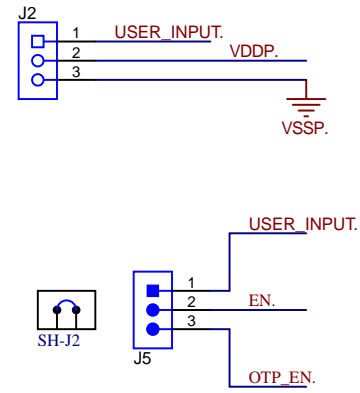 J2
1
USER_INPUT.
2
VDDP.
3
VSSP.
USER_INPUT.
1
2
EN.
3
SH-J2
J5
OTP_EN.